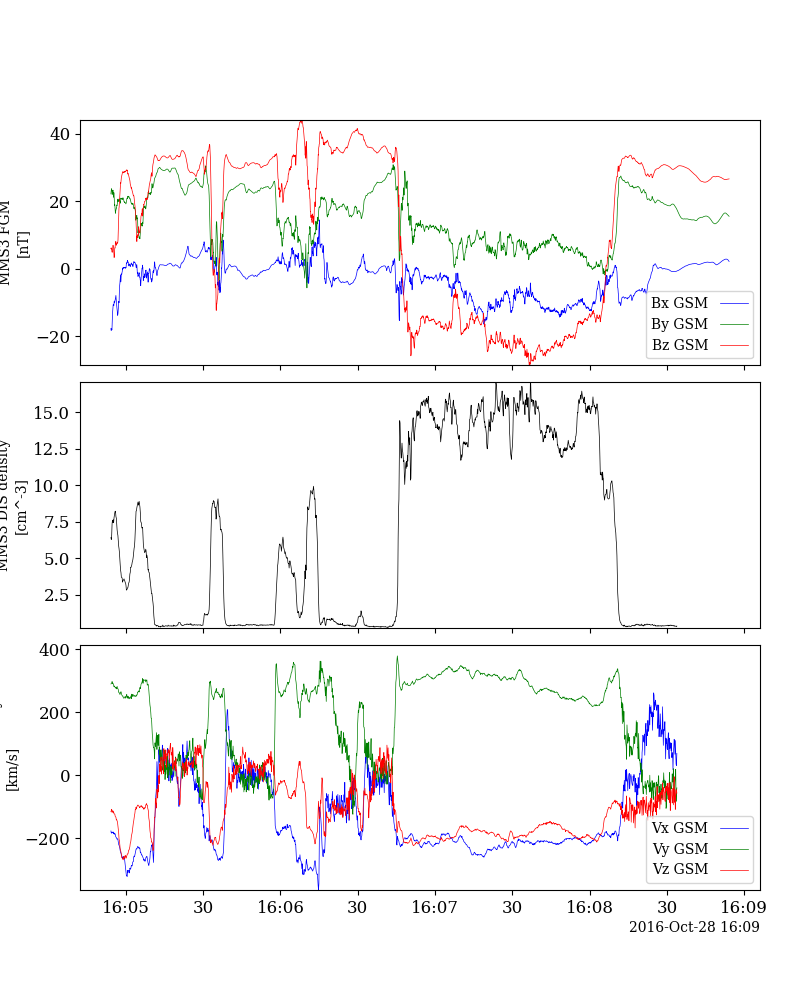 40
20
0
−20
MMS3 FGM
[nT]
Bx GSM
By GSM
Bz GSM
15.0
12.5
10.0
7.5
5.0
2.5
MMS3 DIS density
[cm^-3]
400
200
0
−200
[km/s]
Vx GSM
Vy GSM
Vz GSM
16:05 30 16:06 30 16:07 30 16:08 30 16:09
2016-Oct-28 16:09